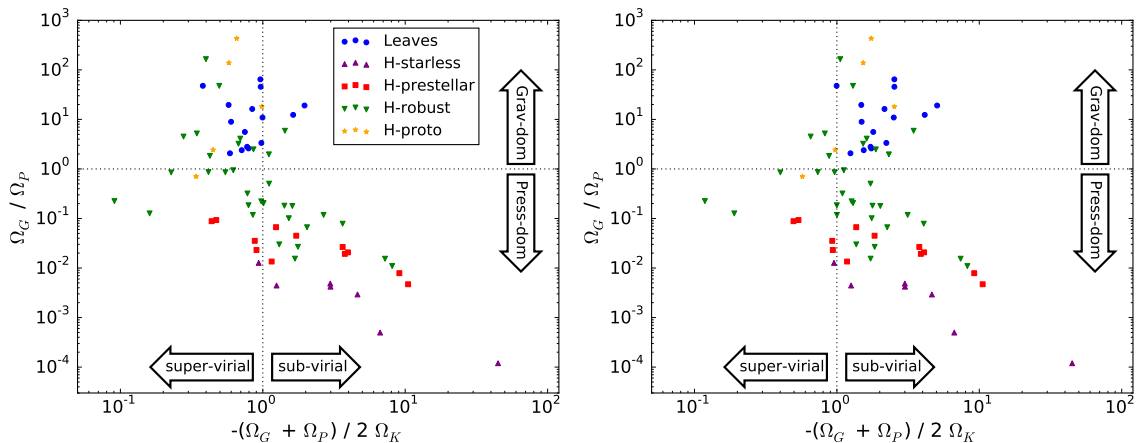 10³
10²
10¹
10⁰
10⁻¹
10⁻²
10⁻³
10⁻⁴
Ω_G / Ω_P
Leaves
H-starless
H-prestellar
H-robust
H-proto
Grav-dom
Press-dom
super-virial
sub-virial
10⁻¹
10⁰
10¹
10²
-(Ω_G + Ω_P) / 2 Ω_K
10³
10²
10¹
10⁰
10⁻¹
10⁻²
10⁻³
10⁻⁴
Ω_G / Ω_P
Grav-dom
Press-dom
super-virial
sub-virial
10⁻¹
10⁰
10¹
10²
-(Ω_G + Ω_P) / 2 Ω_K